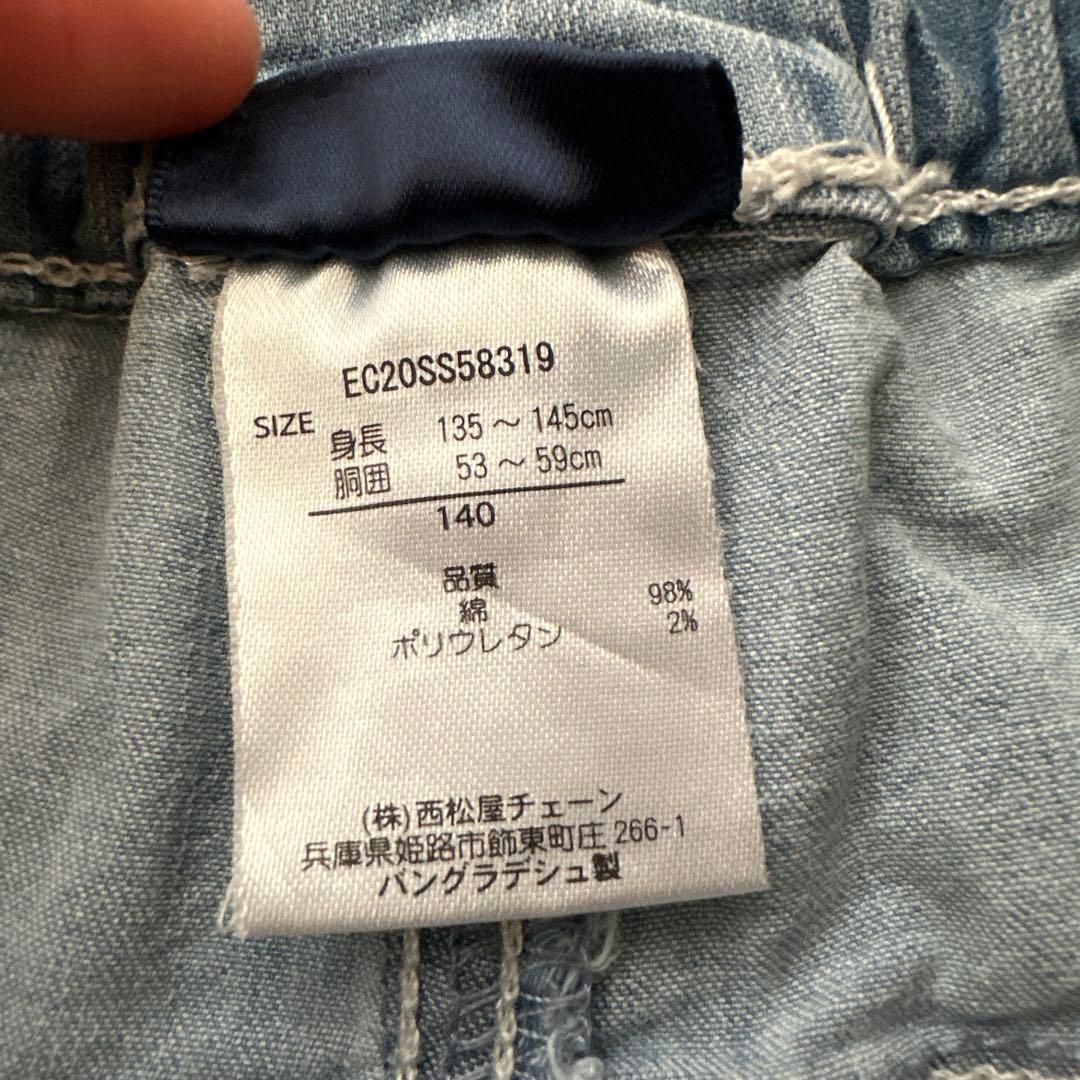 EC20SS58319
SIZE 身長 135～145cm
胴囲 53～59cm
140
品質
綿 98%
ポリウレタン 2%
(株)西松屋チェーン
兵庫県姫路市飾東町庄 266-1
バングラデシュ製